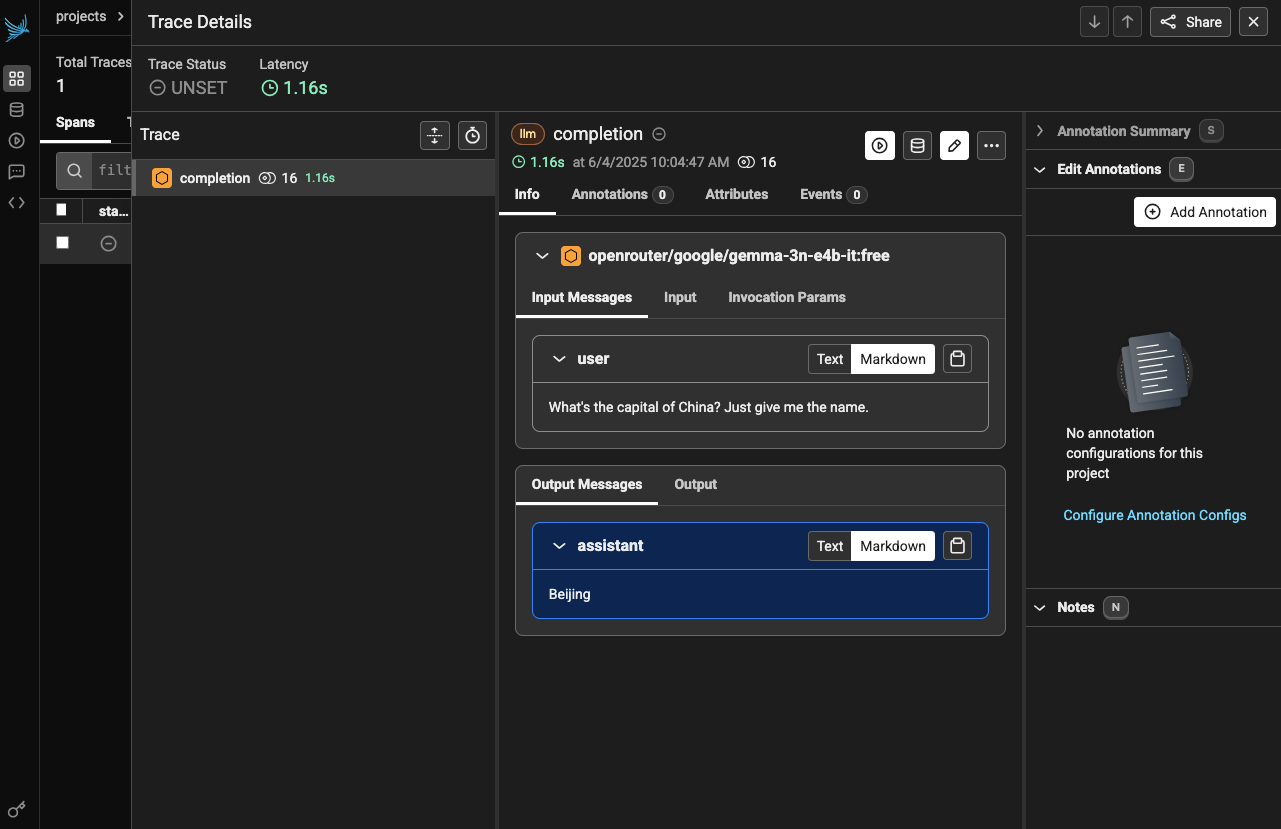 projects
Total Traces
1
Spans
filt
sta...
Trace Details
Share
Trace Status
UNSET
Latency
1.16s
Trace
completion 16 1.16s
llm completion
1.16s at 6/4/2025 10:04:47 AM 16
Info Annotations 0 Attributes Events 0
openrouter/google/gemma-3n-e4b-it:free
Input Messages Input Invocation Params
user Text Markdown
What's the capital of China? Just give me the name.
Output Messages Output
assistant Text Markdown
Beijing
Annotation Summary S
Edit Annotations E
Add Annotation
No annotation
configurations for this
project
Configure Annotation Configs
Notes N